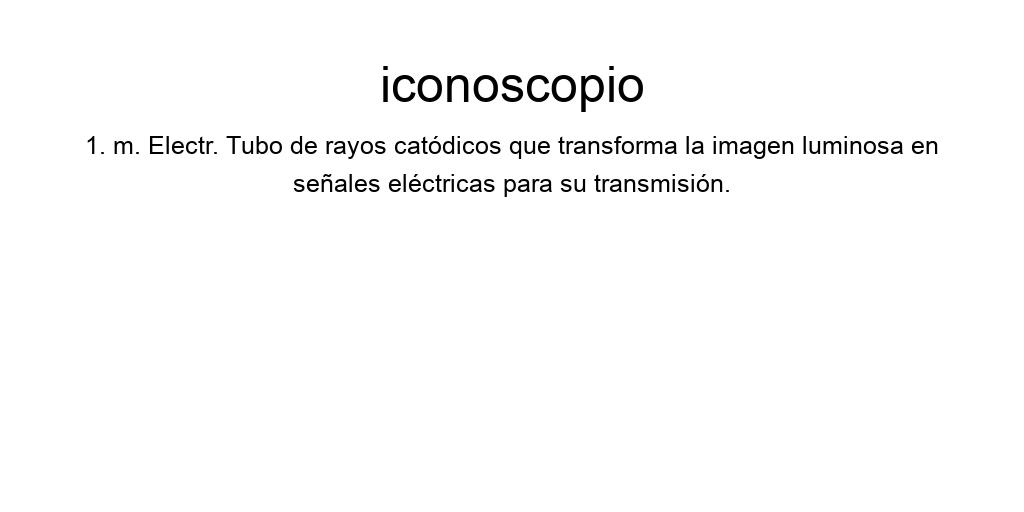 iconoscopio
1. m. Electr. Tubo de rayos catódicos que transforma la imagen luminosa en
señales eléctricas para su transmisión.